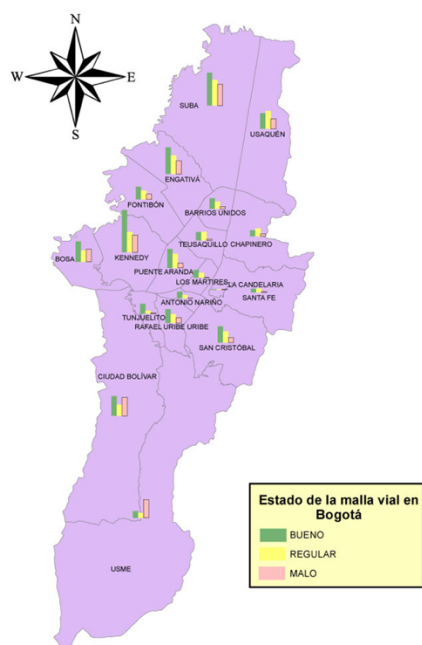 N
W
E
S
SUBA
USAQUÉN
ENGATIVÁ
FONTIBÓN
BARRIOS UNIDOS
TEUSAQUILLO
CHAPINERO
BOSA
KENNEDY
PUENTE ARANDA
LOS MÁRTIRES
LA CANDELARIA
SANTA FE
ANTONIO NARIÑO
TUNJUELITO
RAFAEL URIBE URIBE
SAN CRISTÓBAL
CIUDAD BOLÍVAR
USME
Estado de la malla vial en
Bogotá
BUENO
REGULAR
MALO